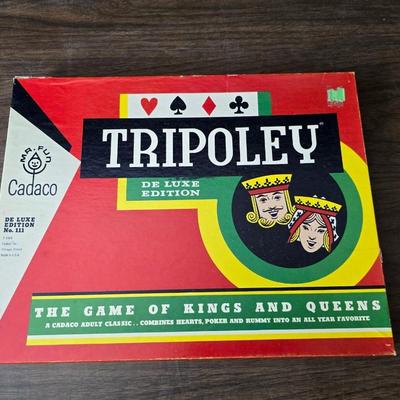 TRIPOLEY
DE LUXE
EDITION
MR. FUN
Cadaco
DE LUXE
EDITION
No. 111
THE GAME OF KINGS AND QUEENS
A CADACO ADULT CLASSIC .. COMBINES HEARTS, POKER AND RUMMY INTO AN ALL YEAR FAVORITE